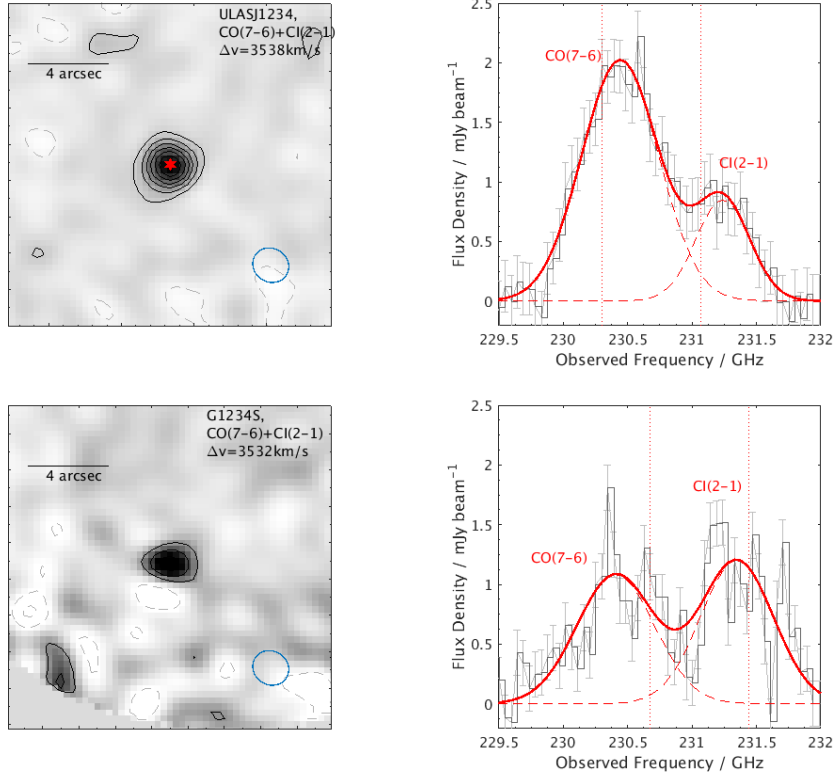 ULASJ1234,
CO(7-6)+CI(2-1)
Δv=3538km/s
4 arcsec
2.5
2
1.5
1
0.5
0
Flux Density / mJy beam⁻¹
CO(7-6)
CI(2-1)
229.5 230 230.5 231 231.5 232
Observed Frequency / GHz
G1234S,
CO(7-6)+CI(2-1)
Δv=3532km/s
4 arcsec
2.5
2
1.5
1
0.5
0
Flux Density / mJy beam⁻¹
CO(7-6)
CI(2-1)
229.5 230 230.5 231 231.5 232
Observed Frequency / GHz